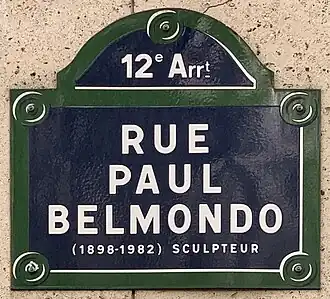 12e Arrt
RUE
PAUL
BELMONDO
(1898-1982) SCULPTEUR